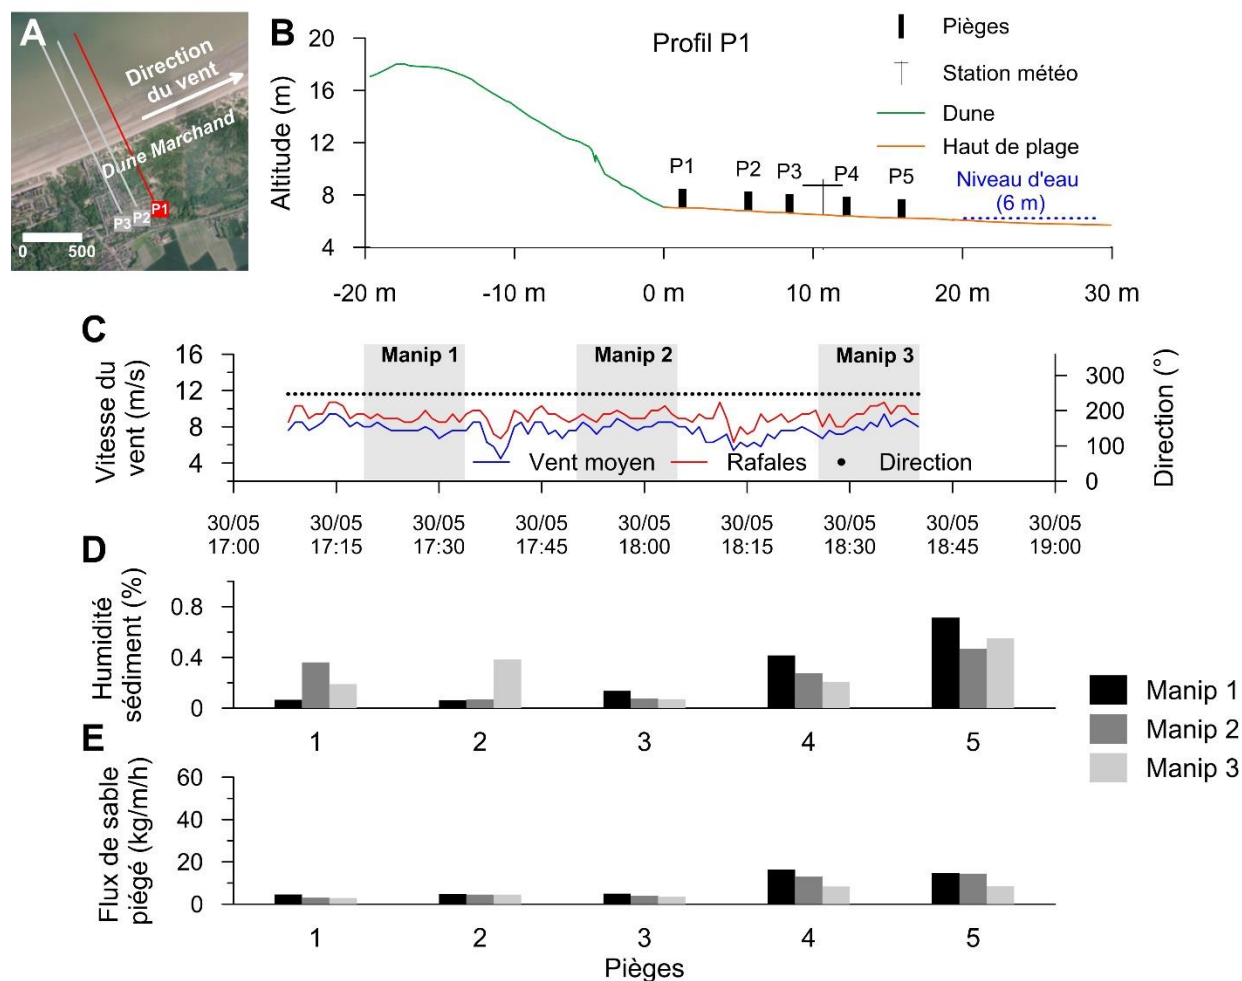 A
Direction
du vent
Dune Marchand
P3
P2
P1
0
500
B
Profil P1
Altitude (m)
20
16
12
8
4
P1
P2
P3
P4
P5
Pièges
Station météo
Dune
Haut de plage
Niveau d'eau
(6 m)
-20 m
-10 m
0 m
10 m
20 m
30 m
C
Vitesse du
vent (m/s)
16
12
8
4
Manip 1
Manip 2
Manip 3
Vent moyen
Rafales
Direction
300
200
100
0
Direction (°)
30/05
17:00
30/05
17:15
30/05
17:30
30/05
17:45
30/05
18:00
30/05
18:15
30/05
18:30
30/05
18:45
30/05
19:00
D
Humidité
sédiment (%)
0.8
0.4
0
1
2
3
4
5
Manip 1
Manip 2
Manip 3
E
Flux de sable
piégé (kg/m/h)
60
40
20
0
1
2
3
4
5
Pièges